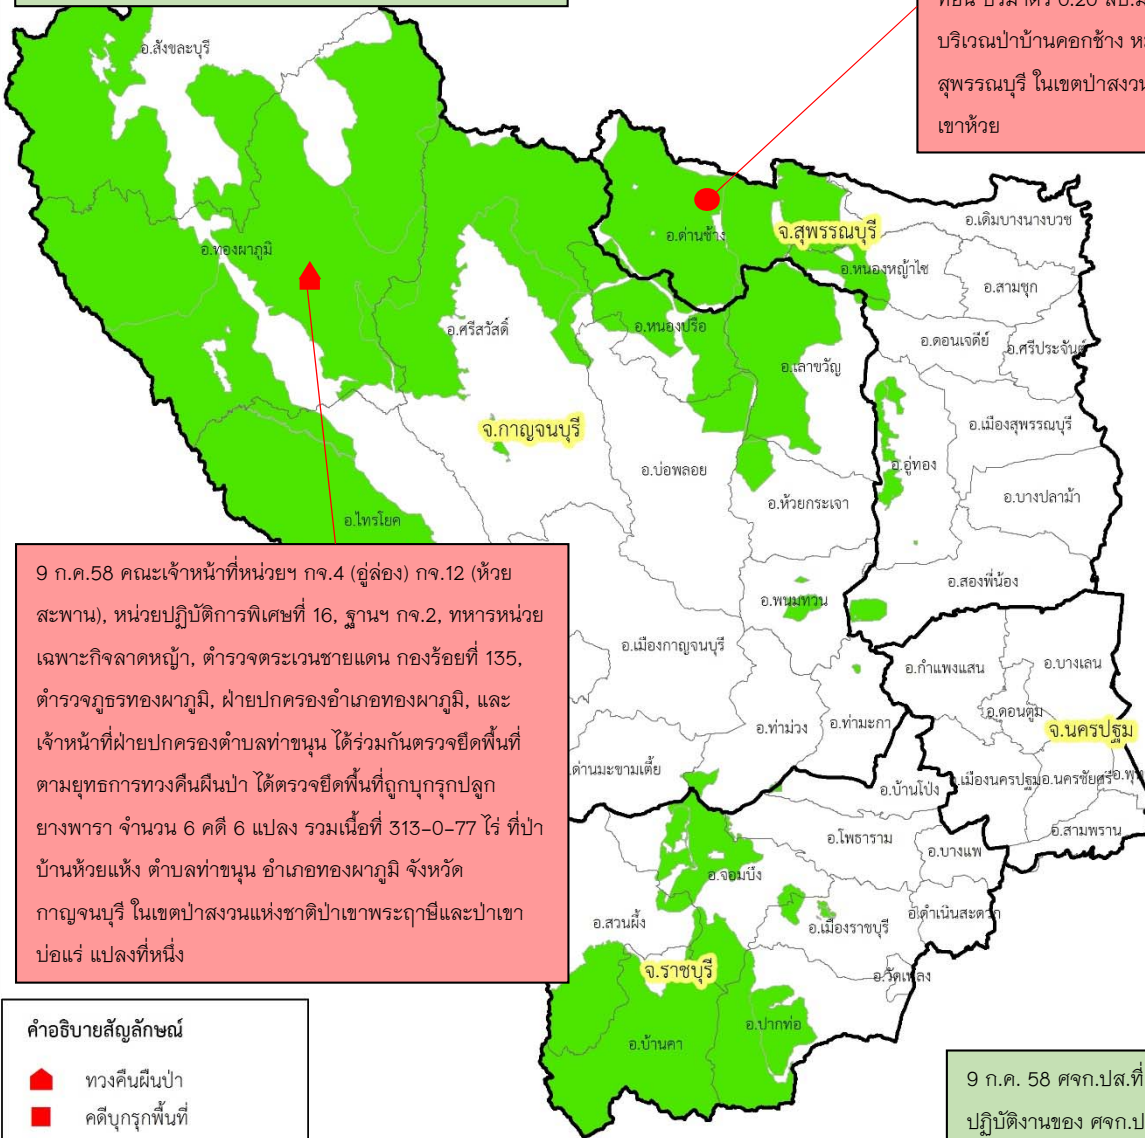 บริเวณป่าบ้านคอกช้าง
สุพรรณบุรี ในเขตป่าสงวน
เขาห้วย
อ.สังขละบุรี
อ.ทองผาภูมิ
อ.ด่านช้าง
จ.สุพรรณบุรี
อ.เดิมบางนางบวช
อ.หนองหญ้าไซ
อ.สามชุก
อ.ศรีสวัสดิ์
อ.หนองปรือ
อ.เลาขวัญ
อ.ดอนเจดีย์
อ.ศรีประจันต์
จ.กาญจนบุรี
อ.เมืองสุพรรณบุรี
อ.บ่อพลอย
อ.อู่ทอง
อ.ห้วยกระเจา
อ.บางปลาม้า
อ.ไทรโยค
อ.สองพี่น้อง
อ.พนมทวน
อ.เมืองกาญจนบุรี
อ.กำแพงแสน
อ.บางเลน
อ.ดอนตูม
จ.นครปฐม
อ.ท่าม่วง
อ.ท่ามะกา
ด่านมะขามเตี้ย
อ.บ้านโป่ง
อ.เมืองนครปฐม
อ.นครชัยศรี
อ.โพธาราม
อ.บางแพ
อ.สามพราน
อ.จอมบึง
อ.สวนผึ้ง
อ.เมืองราชบุรี
อ.ดำเนินสะดวก
จ.ราชบุรี
อ.วัดเพลง
อ.บ้านคา
อ.ปากท่อ
9 ก.ค.58 คณะเจ้าหน้าที่หน่วยฯ กจ.4 (อู่ล่อง) กจ.12 (ห้วย
สะพาน), หน่วยปฏิบัติการพิเศษที่ 16, ฐานฯ กจ.2, ทหารหน่วย
เฉพาะกิจลาดหญ้า, ตำรวจตระเวนชายแดน กองร้อยที่ 135,
ตำรวจภูธรทองผาภูมิ, ฝ่ายปกครองอำเภอทองผาภูมิ, และ
เจ้าหน้าที่ฝ่ายปกครองตำบลท่าขนุน ได้ร่วมกันตรวจยึดพื้นที่
ตามยุทธการทวงคืนผืนป่า ได้ตรวจยึดพื้นที่ถูกบุกรุกปลูก
ยางพารา จำนวน 6 คดี 6 แปลง รวมเนื้อที่ 313-0-77 ไร่ ที่ป่า
บ้านห้วยแห้ง ตำบลท่าขนุน อำเภอทองผาภูมิ จังหวัด
กาญจนบุรี ในเขตป่าสงวนแห่งชาติป่าเขาพระฤาษีและป่าเขา
บ่อแร่ แปลงที่หนึ่ง
คำอธิบายสัญลักษณ์
ทวงคืนผืนป่า
คดีบุกรุกพื้นที่
9 ก.ค. 58 ศจก.ปส.ที่
ปฏิบัติงานของ ศจก.ป